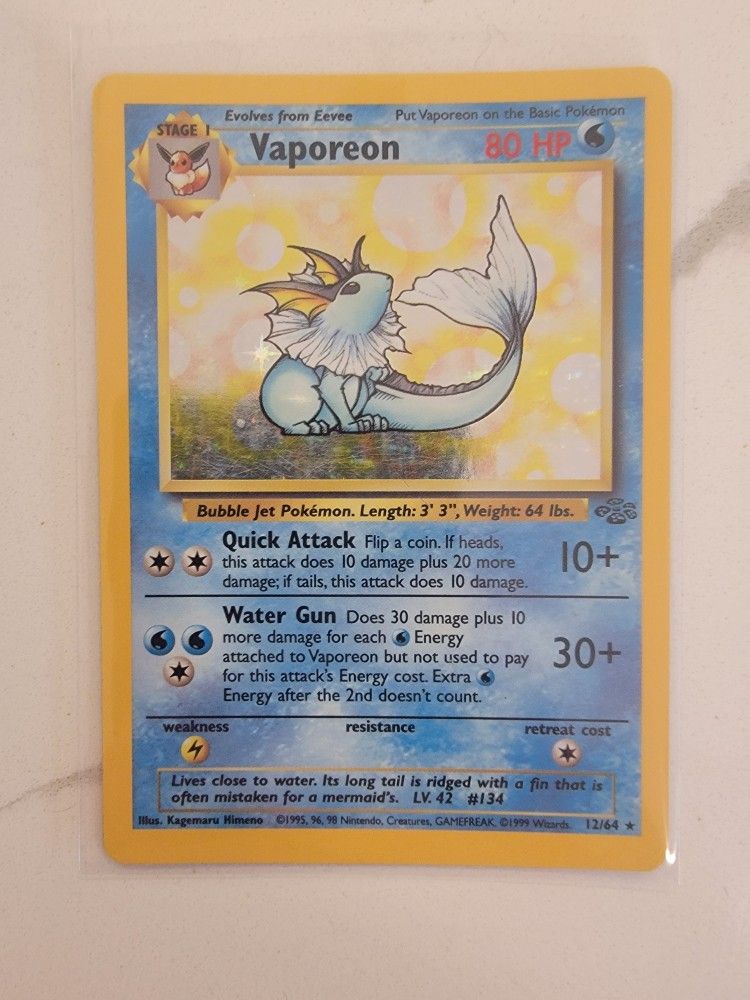 Evolves from Eevee Put Vaporeon on the Basic Pokémon
STAGE 1
Vaporeon 80 HP
Bubble Jet Pokémon. Length: 3' 3", Weight: 64 lbs.
Quick Attack Flip a coin. If heads,
this attack does 10 damage plus 20 more
damage; if tails, this attack does 10 damage.
10+
Water Gun Does 30 damage plus 10
more damage for each Energy
attached to Vaporeon but not used to pay
for this attack's Energy cost. Extra
Energy after the 2nd doesn't count.
30+
weakness resistance retreat cost
Lives close to water. Its long tail is ridged with a fin that is
often mistaken for a mermaid's. LV. 42 #134
Illus. Kagemaru Himeno ©1995, 96, 98 Nintendo, Creatures, GAMEFREAK. ©1999 Wizards. 12/64 ★